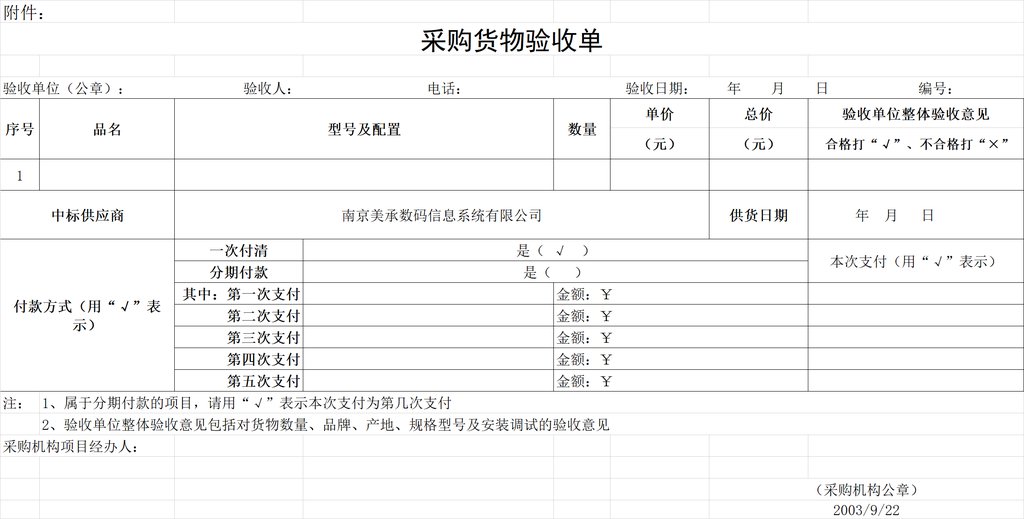 附件：
采购货物验收单
验收单位（公章）： 验收人： 电话： 验收日期： 年 月 日 编号：
序号 品名 型号及配置 数量 单价 总价 验收单位整体验收意见
（元） （元） 合格打“√”、不合格打“×”
1
中标供应商 南京美承数码信息系统有限公司 供货日期 年 月 日
付款方式（用“√”表示） 一次付清 是（ √ ） 本次支付（用“√”表示）
分期付款 是（ ）
其中：第一次支付 金额：￥
第二次支付 金额：￥
第三次支付 金额：￥
第四次支付 金额：￥
第五次支付 金额：￥
注： 1、属于分期付款的项目，请用“√”表示本次支付为第几次支付
2、验收单位整体验收意见包括对货物数量、品牌、产地、规格型号及安装调试的验收意见
采购机构项目经办人：
（采购机构公章）
2003/9/22